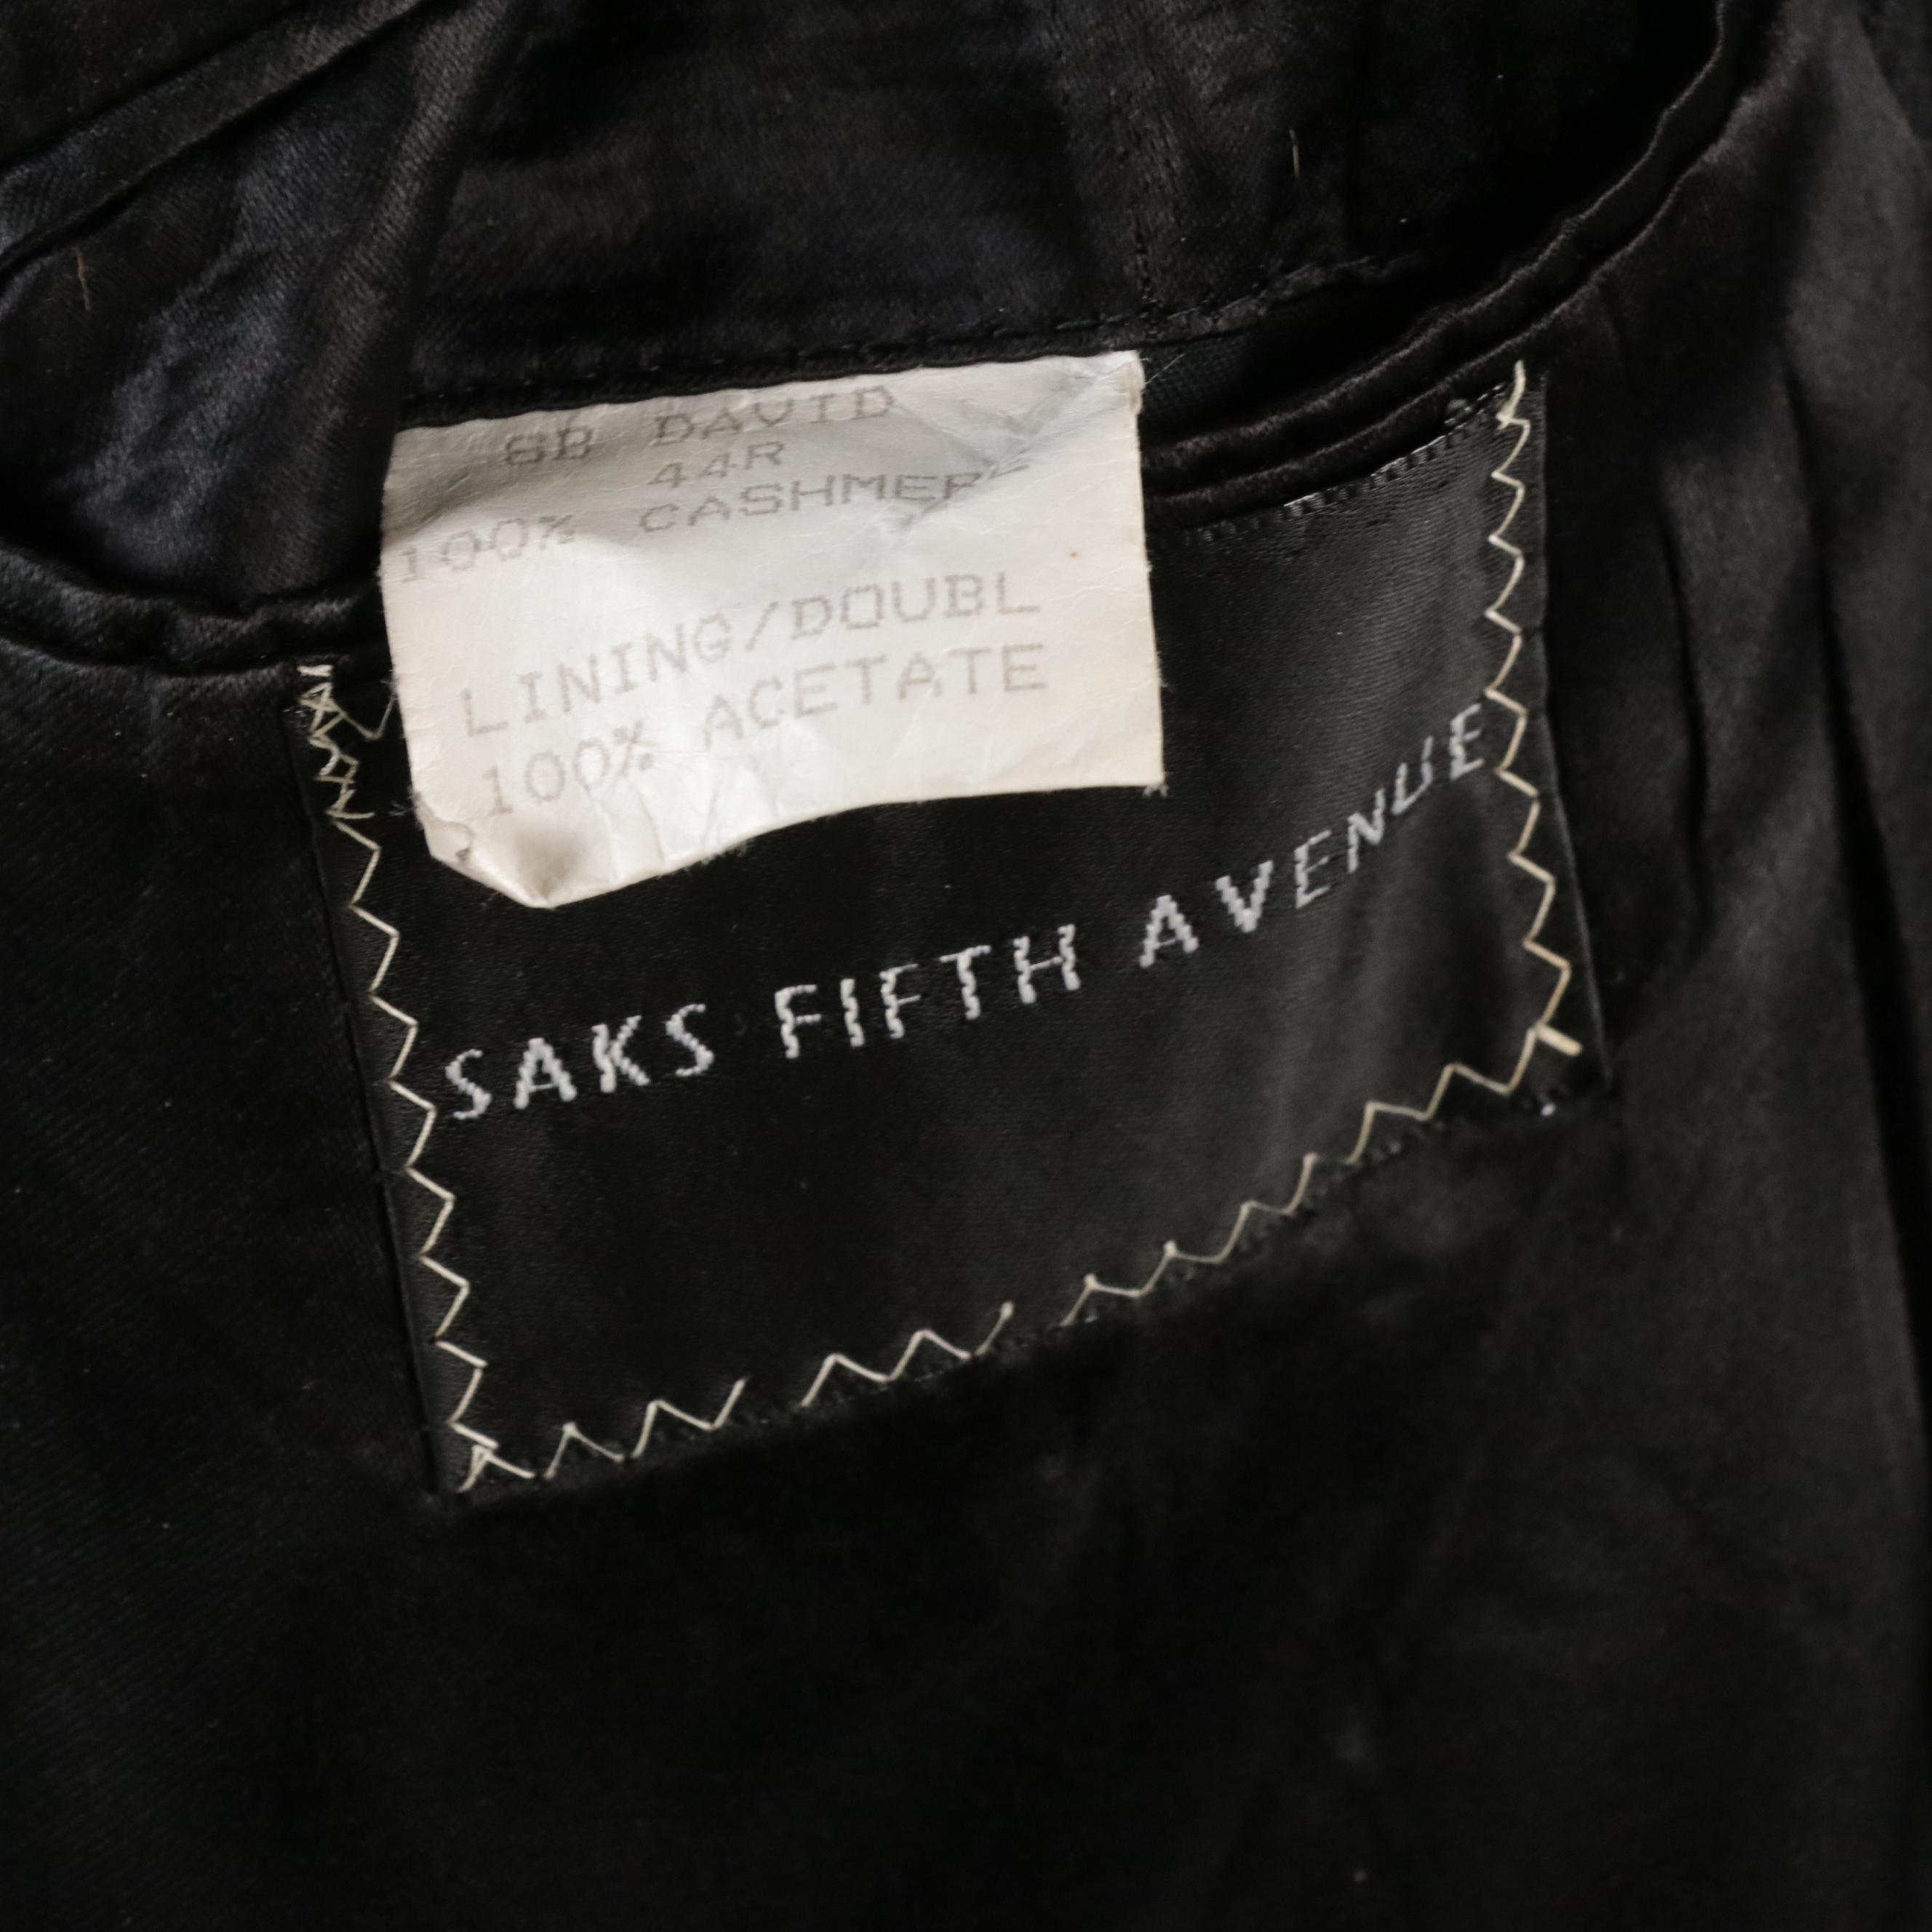 SB DAVID
44R
100% CASHMERE
LINING/DOUBL
100% ACETATE
SAKS FIFTH AVENUE